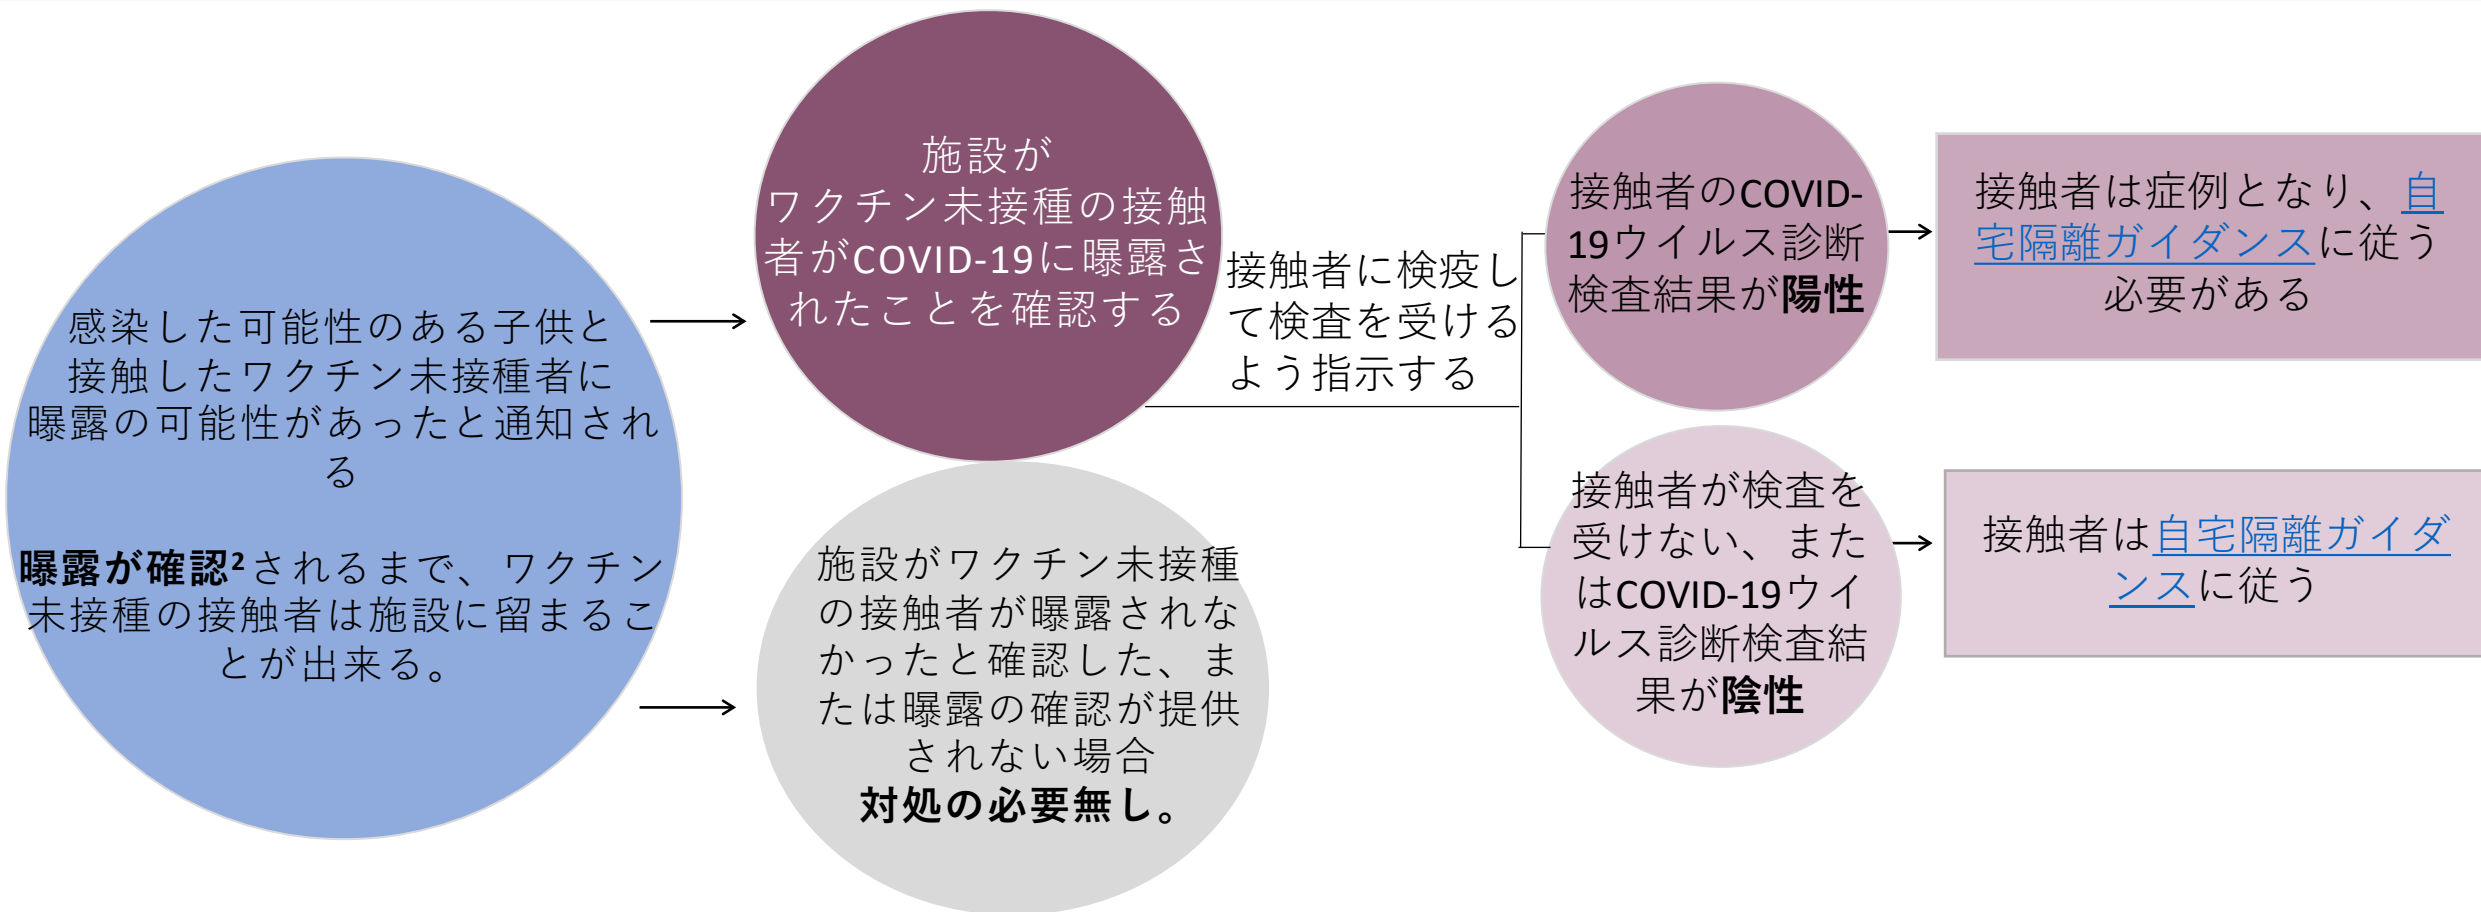 感染した可能性のある子供と
接触したワクチン未接種者に
曝露の可能性があったと通知され
る
曝露が確認²されるまで、ワクチン
未接種の接触者は施設に留まるこ
とが出来る。
施設が
ワクチン未接種の接触
者がCOVID-19に曝露さ
れたことを確認する
施設がワクチン未接種
の接触者が曝露されな
かったと確認した、ま
たは曝露の確認が提供
されない場合
対処の必要無し。
接触者に検疫し
て検査を受ける
よう指示する
接触者のCOVID-
19ウイルス診断
検査結果が陽性
接触者は症例となり、自
宅隔離ガイダンスに従う
必要がある
接触者が検査を
受けない、また
はCOVID-19ウイ
ルス診断検査結
果が陰性
接触者は自宅隔離ガイダ
ンスに従う